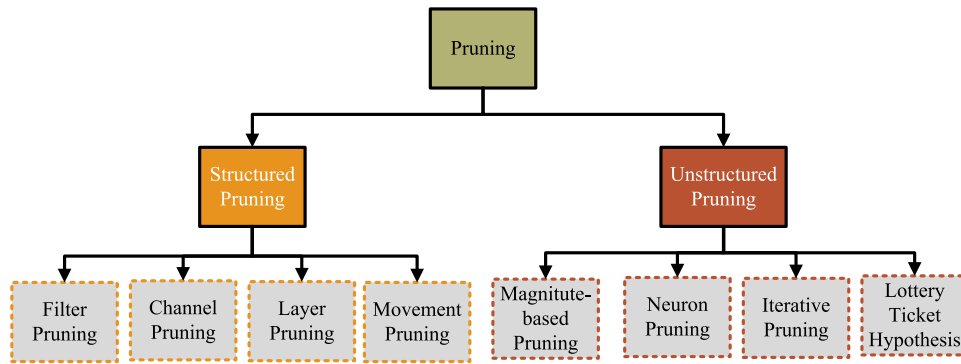 Pruning
Structured
Pruning
Unstructured
Pruning
Filter
Pruning
Channel
Pruning
Layer
Pruning
Movement
Pruning
Magnitute-
based
Pruning
Neuron
Pruning
Iterative
Pruning
Lottery
Ticket
Hypothesis